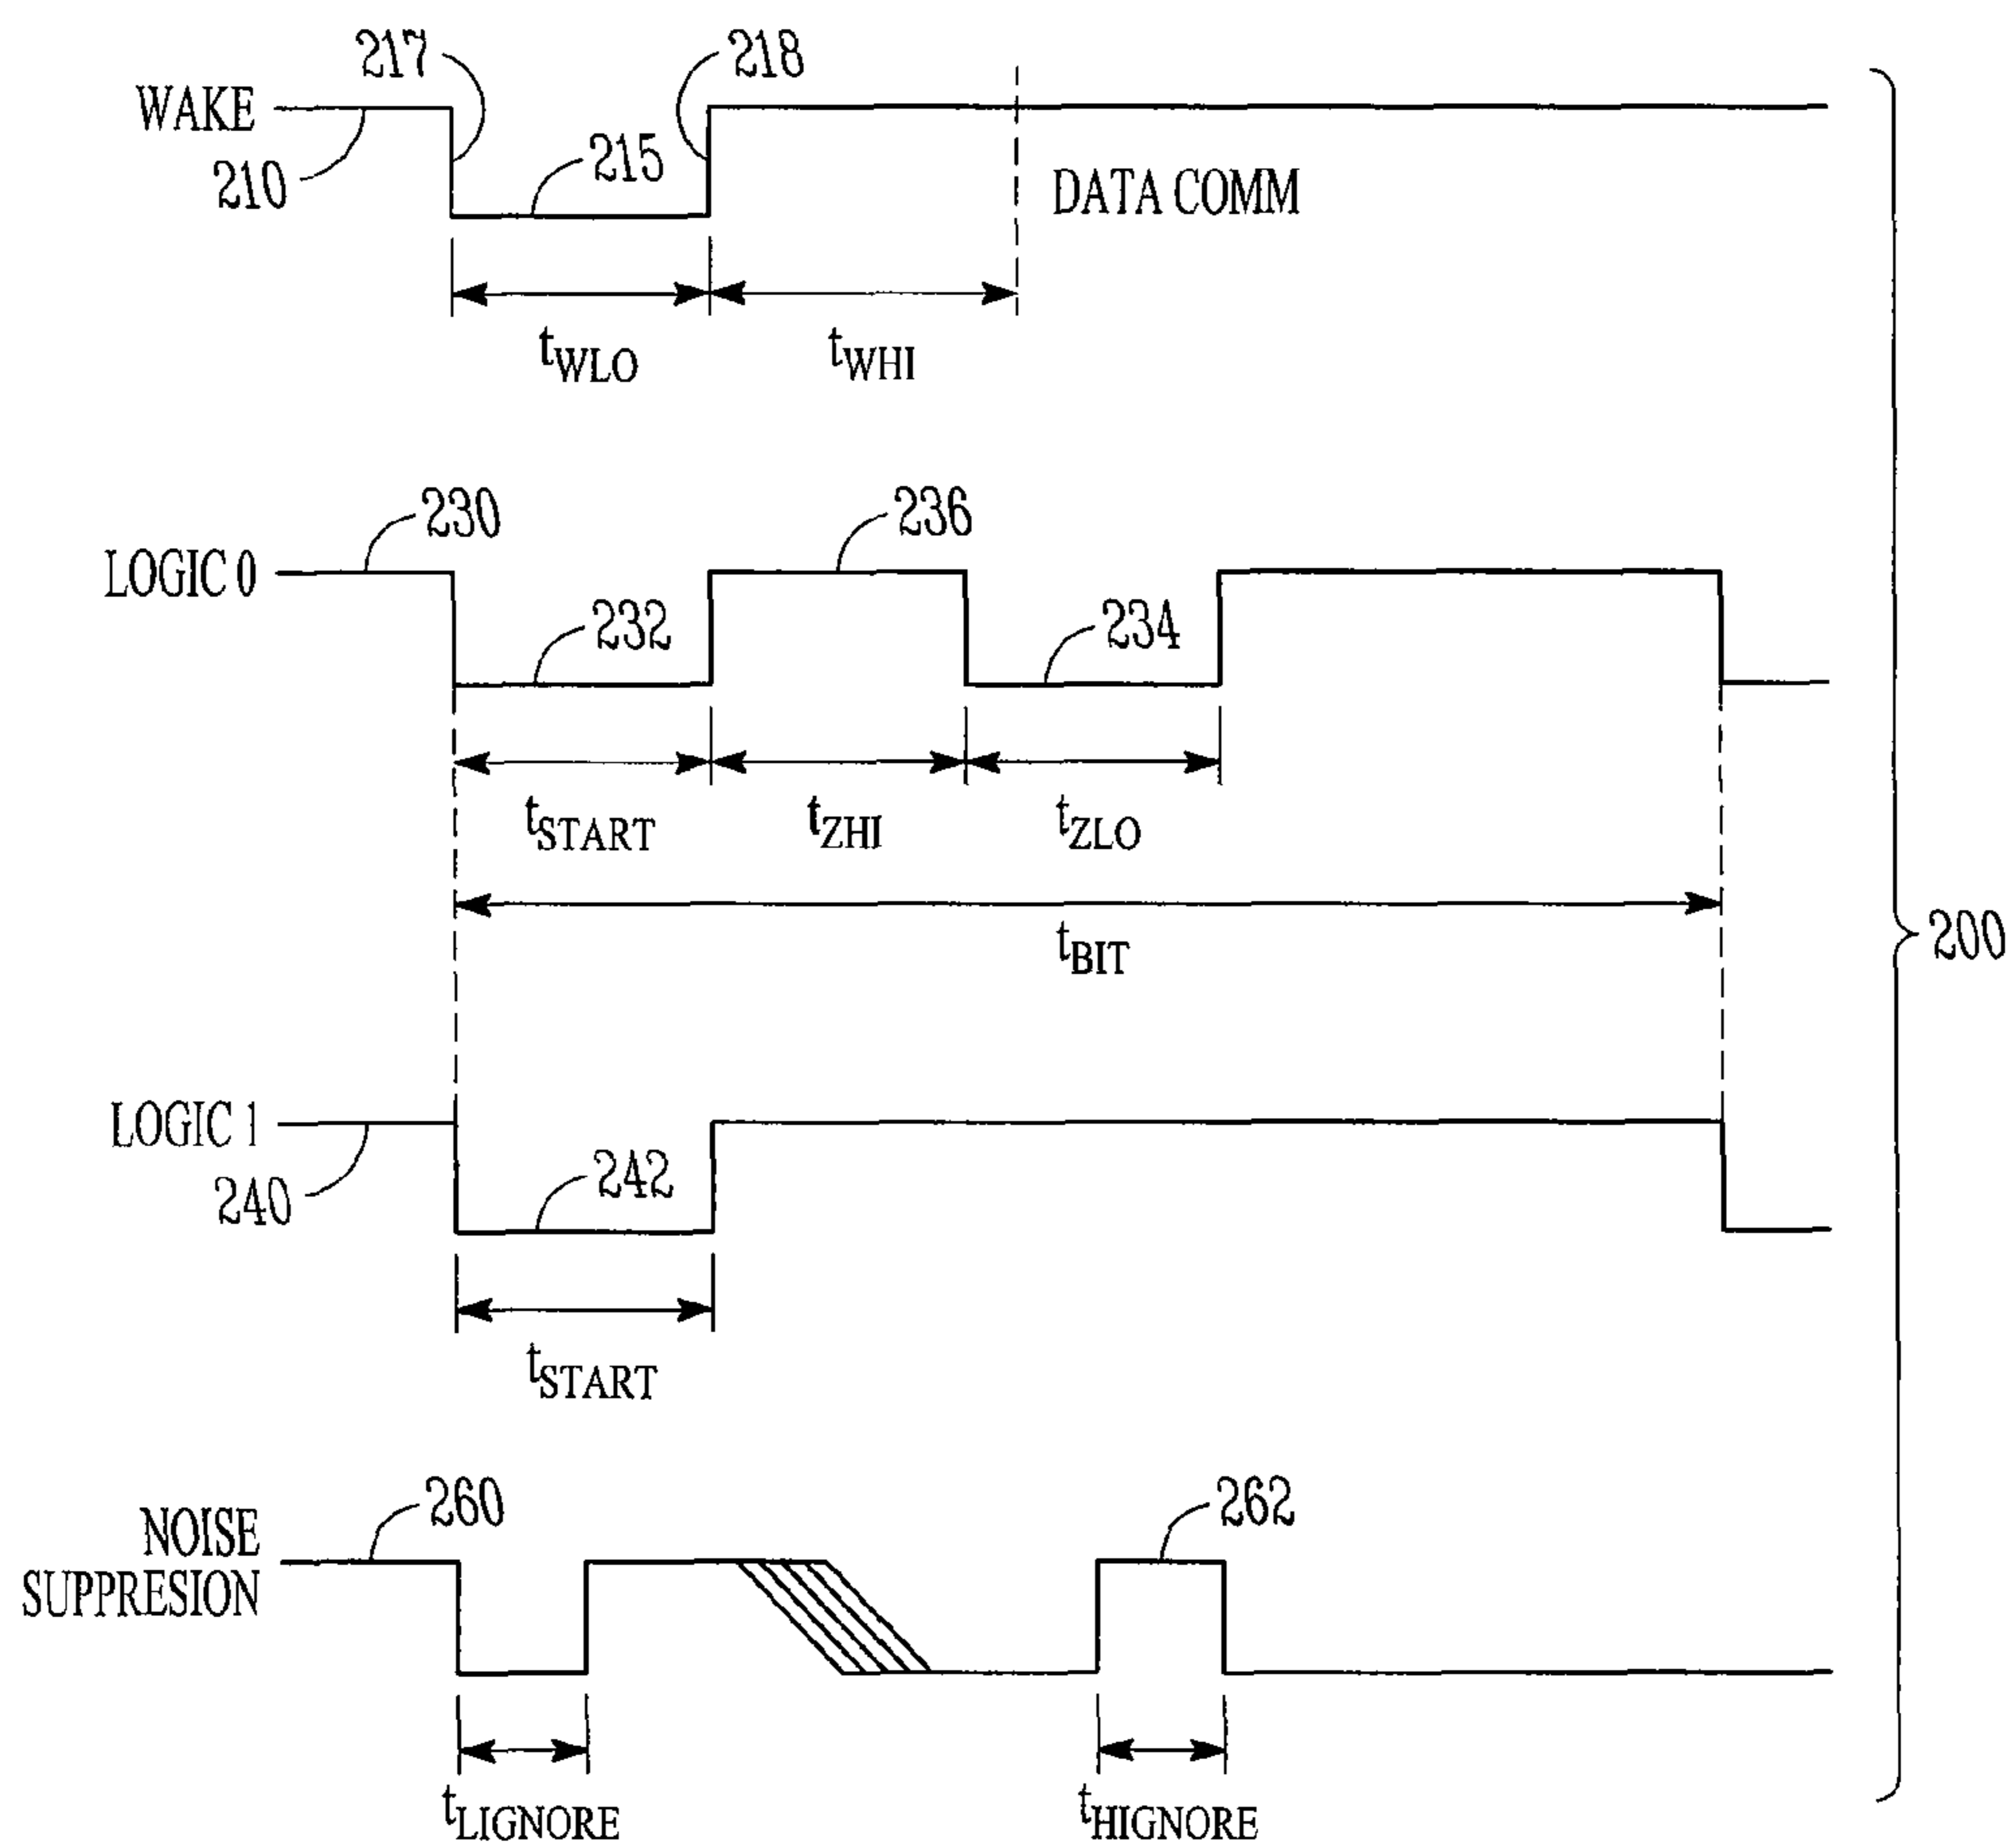 217
218
WAKE
210
215
DATA COMM
tWLO
tWHI
230
236
LOGIC 0
232
234
tSTART
tZHI
tZLO
tBIT
200
LOGIC 1
240
242
tSTART
260
262
NOISE
SUPPRESION
tLIGNORE
tHIGNORE